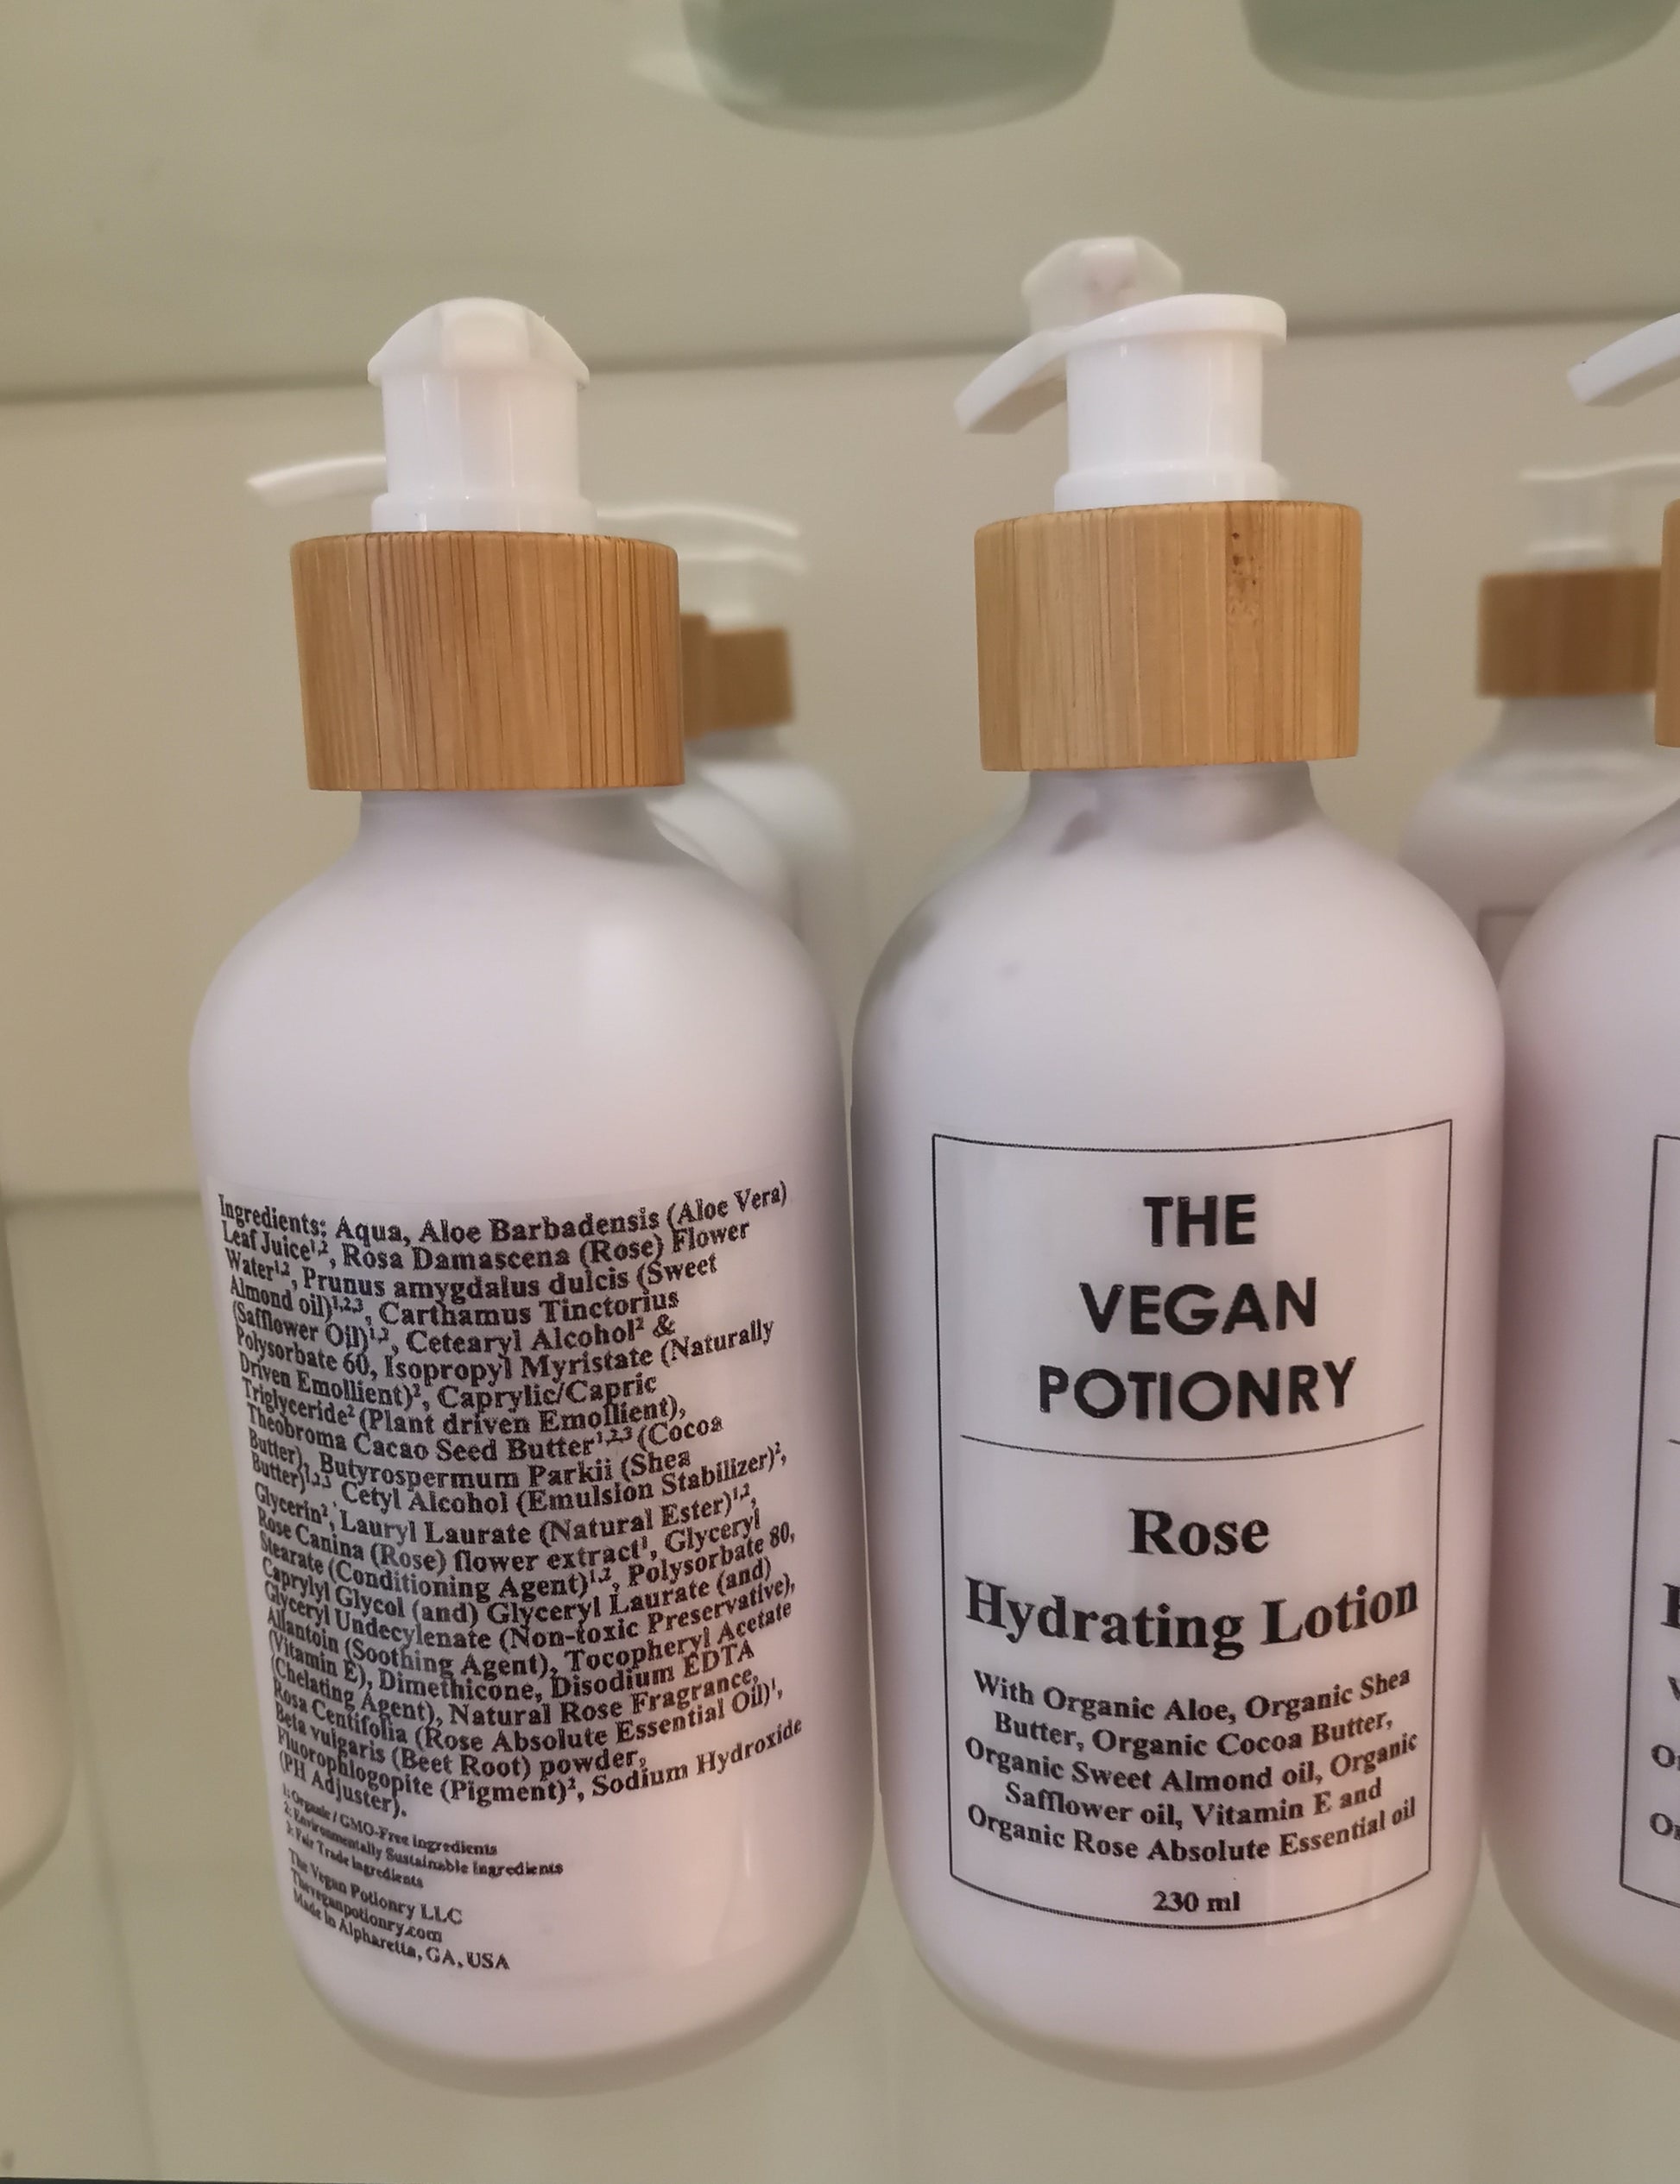 Ingredients: Aqua, Aloe Barbadensis (Aloe Vera)
Leaf Juice¹,², Rosa Damascena (Rose) Flower
Water¹,², Prunus amygdalus dulcis (Sweet
Almond oil)¹,²,³, Carthamus Tinctorius
(Safflower Oil)¹,², Cetearyl Alcohol² &
Polysorbate 60, Isopropyl Myristate (Naturally
Driven Emollient)², Caprylic/Capric
Triglyceride² (Plant driven Emollient),
Theobroma Cacao Seed Butter¹,²,³ (Cocoa
Butter), Butyrospermum Parkii (Shea
Butter)¹,²,³ Cetyl Alcohol (Emulsion Stabilizer)²,
Glycerin², Lauryl Laurate (Natural Ester)¹,²,
Rose Canina (Rose) flower extract¹, Glyceryl
Stearate (Conditioning Agent)¹,², Polysorbate 80,
Caprylyl Glycol (and) Glyceryl Laurate (and)
Glyceryl Undecylenate (Non-toxic Preservative),
Allantoin (Soothing Agent), Tocopheryl Acetate
(Vitamin E), Dimethicone, Disodium EDTA
(Chelating Agent), Natural Rose Fragrance,
Rosa Centifolia (Rose Absolute Essential Oil)¹,
Beta vulgaris (Beet Root) powder,
Fluorophlogopite (Pigment)², Sodium Hydroxide
(PH Adjuster).
1: Organic / GMO-Free ingredients
2: Environmentally Sustainable Ingredients
3: Fair Trade Ingredients
The Vegan Potionry LLC
Theveganpotionry.com
Made in Alpharetta, GA, USA
THE
VEGAN
POTIONRY
Rose
Hydrating Lotion
With Organic Aloe, Organic Shea
Butter, Organic Cocoa Butter,
Organic Sweet Almond oil, Organic
Safflower oil, Vitamin E and
Organic Rose Absolute Essential oil
230 ml